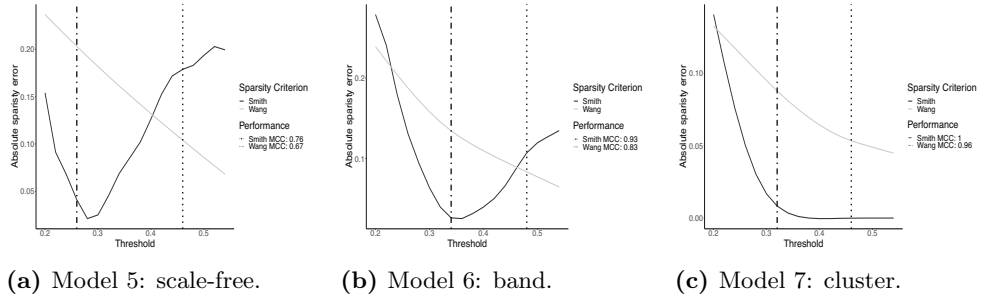 Absolute sparsity error
0.20
0.15
0.10
0.05
0.2
0.3
0.4
0.5
Threshold
Sparsity Criterion
Smith
Wang
Performance
Smith MCC: 0.76
Wang MCC: 0.67
(a) Model 5: scale-free.
Absolute sparsity error
0.2
0.1
0.2
0.3
0.4
0.5
Threshold
Sparsity Criterion
Smith
Wang
Performance
Smith MCC: 0.93
Wang MCC: 0.83
(b) Model 6: band.
Absolute sparsity error
0.10
0.05
0.00
0.2
0.3
0.4
0.5
Threshold
Sparsity Criterion
Smith
Wang
Performance
Smith MCC: 1
Wang MCC: 0.96
(c) Model 7: cluster.